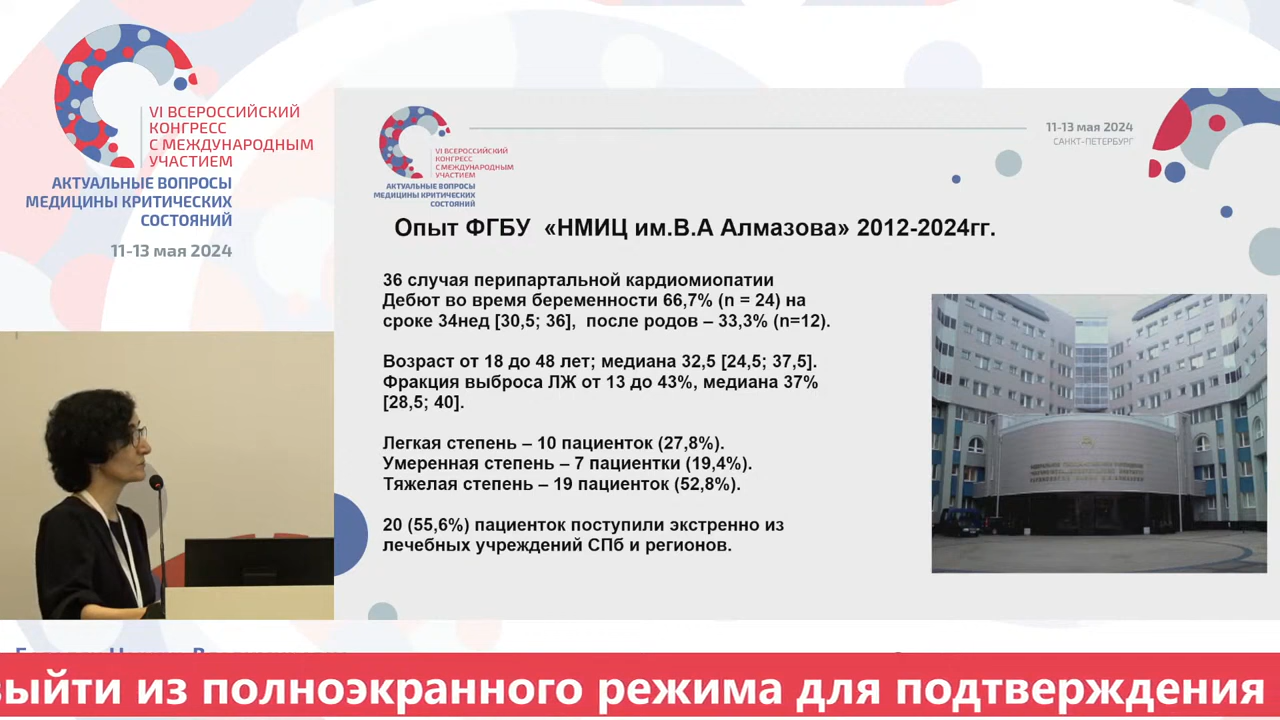 VI ВСЕРОССИЙСКИЙ
КОНГРЕСС
С МЕЖДУНАРОДНЫМ
УЧАСТИЕМ
АКТУАЛЬНЫЕ ВОПРОСЫ
МЕДИЦИНЫ КРИТИЧЕСКИХ
СОСТОЯНИЙ
11-13 мая 2024
VI ВСЕРОССИЙСКИЙ
КОНГРЕСС
С МЕЖДУНАРОДНЫМ
УЧАСТИЕМ
АКТУАЛЬНЫЕ ВОПРОСЫ
МЕДИЦИНЫ КРИТИЧЕСКИХ
СОСТОЯНИЙ
11-13 мая 2024
САНКТ-ПЕТЕРБУРГ
Опыт ФГБУ «НМИЦ им.В.А Алмазова» 2012-2024гг.
36 случая перипартальной кардиомиопатии
Дебют во время беременности 66,7% (n = 24) на
сроке 34нед [30,5; 36], после родов – 33,3% (n=12).
Возраст от 18 до 48 лет; медиана 32,5 [24,5; 37,5].
Фракция выброса ЛЖ от 13 до 43%, медиана 37%
[28,5; 40].
Легкая степень – 10 пациенток (27,8%).
Умеренная степень – 7 пациентки (19,4%).
Тяжелая степень – 19 пациенток (52,8%).
20 (55,6%) пациенток поступили экстренно из
лечебных учреждений СПб и регионов.
выйти из полноэкранного режима для подтверждения